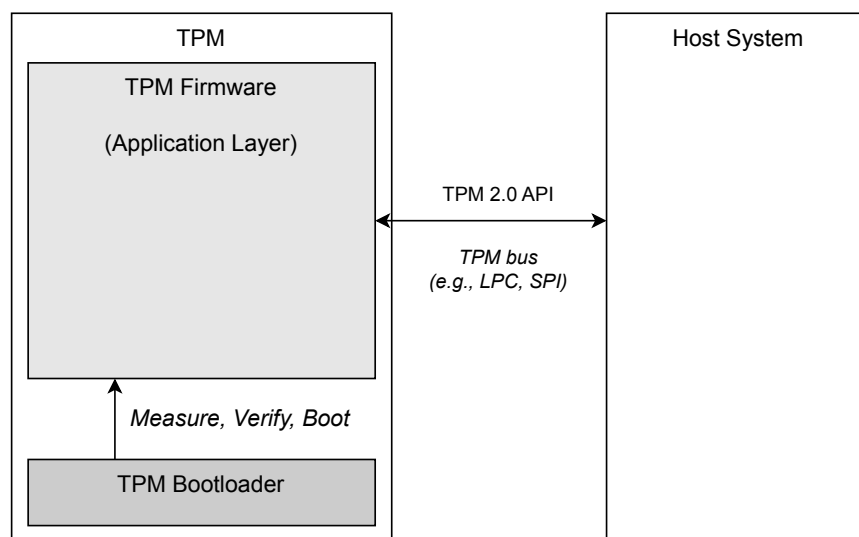 TPM
Host System
TPM Firmware
(Application Layer)
TPM 2.0 API
TPM bus
(e.g., LPC, SPI)
Measure, Verify, Boot
TPM Bootloader